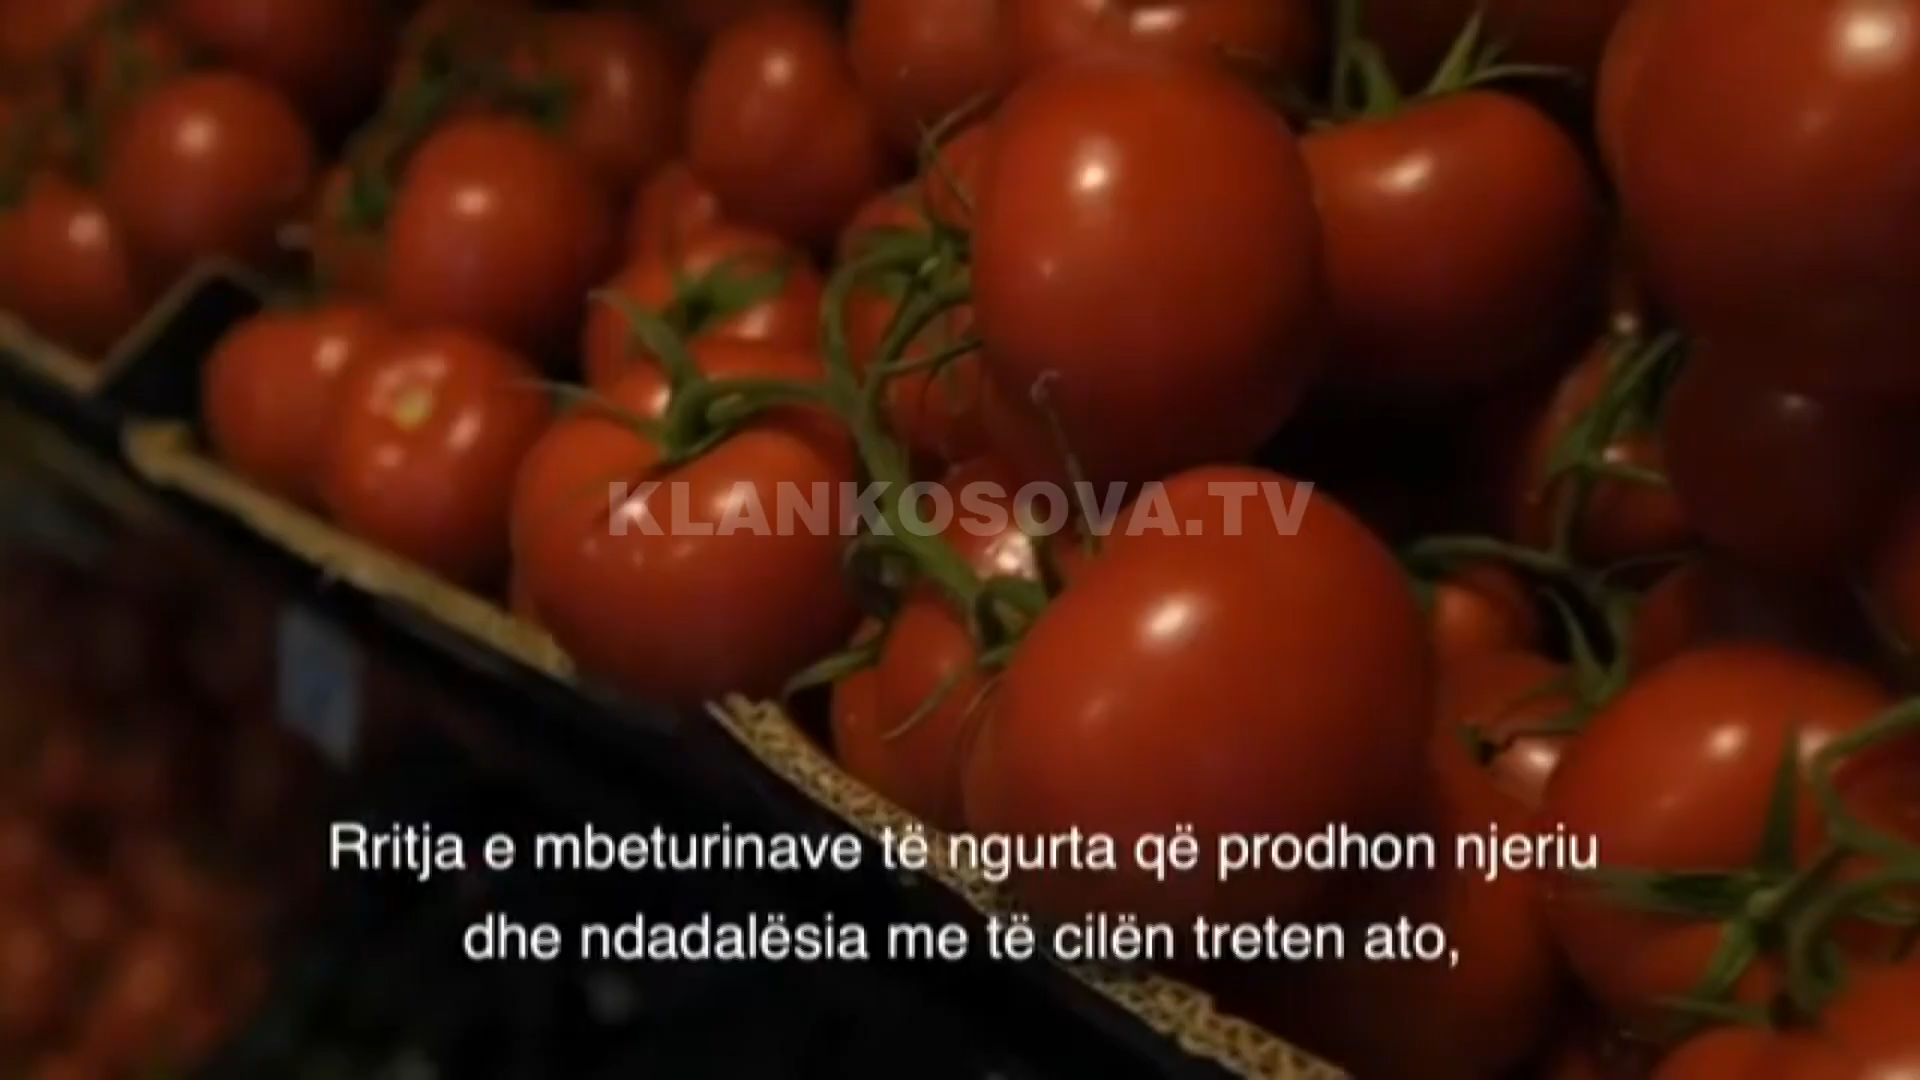 KLANKOSOVA.TV
Rritja e mbeturinave të ngurta që prodhon njeriu
dhe ndadalësia me të cilën treten ato,